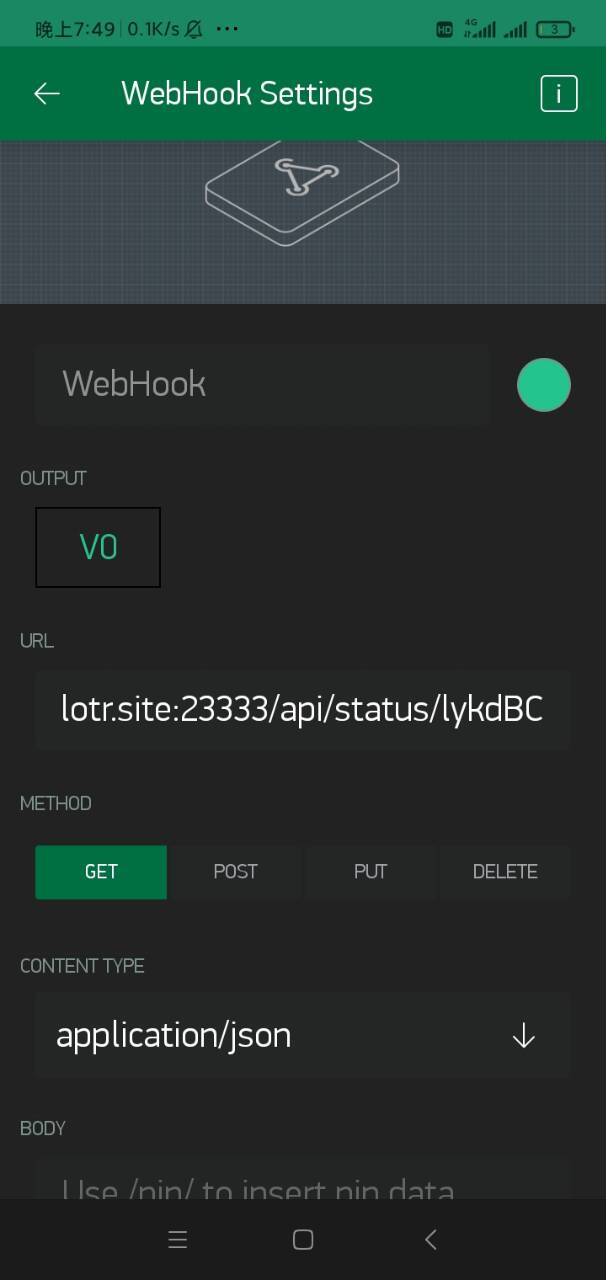 晚上7:49 0.1K/s ...
HD 4G 3
WebHook Settings
i
WebHook
OUTPUT
V0
URL
lotr.site:23333/api/status/lykdBC
METHOD
GET POST PUT DELETE
CONTENT TYPE
application/json
BODY
Use /pin/ to insert pin data